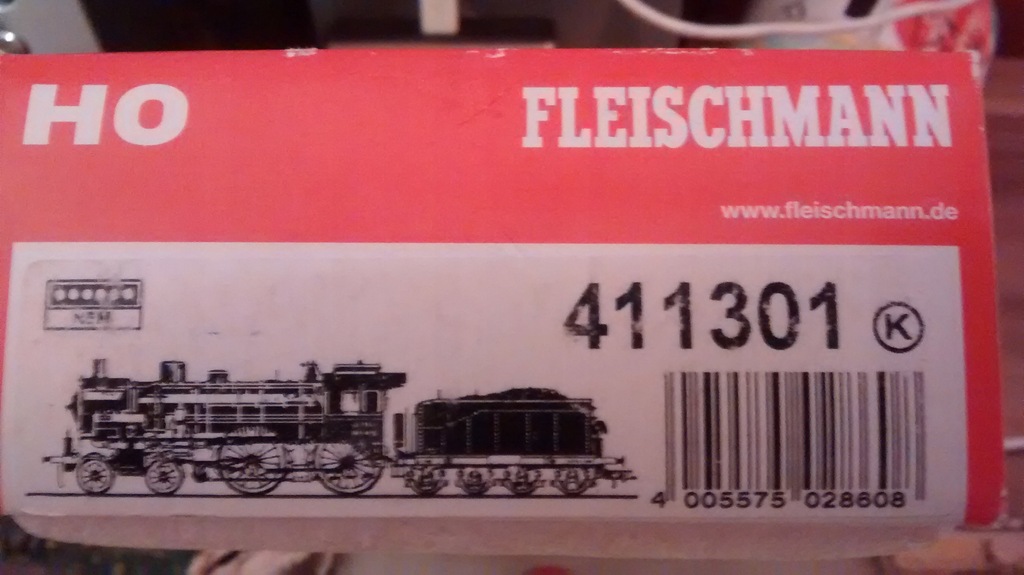 HO
FLEISCHMANN
www.fleischmann.de
NEM
411301 K
4 005575 028608